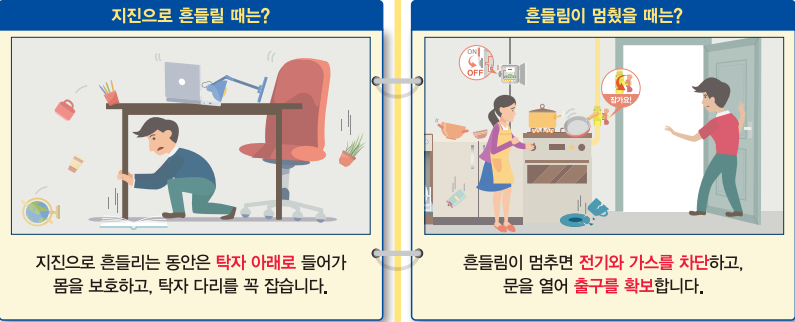 지진으로 흔들릴 때는?
지진으로 흔들리는 동안은 탁자 아래로 들어가
몸을 보호하고, 탁자 다리를 꼭 잡습니다.
흔들림이 멈췄을 때는?
ON
OFF
잠가요!
흔들림이 멈추면 전기와 가스를 차단하고,
문을 열어 출구를 확보합니다.